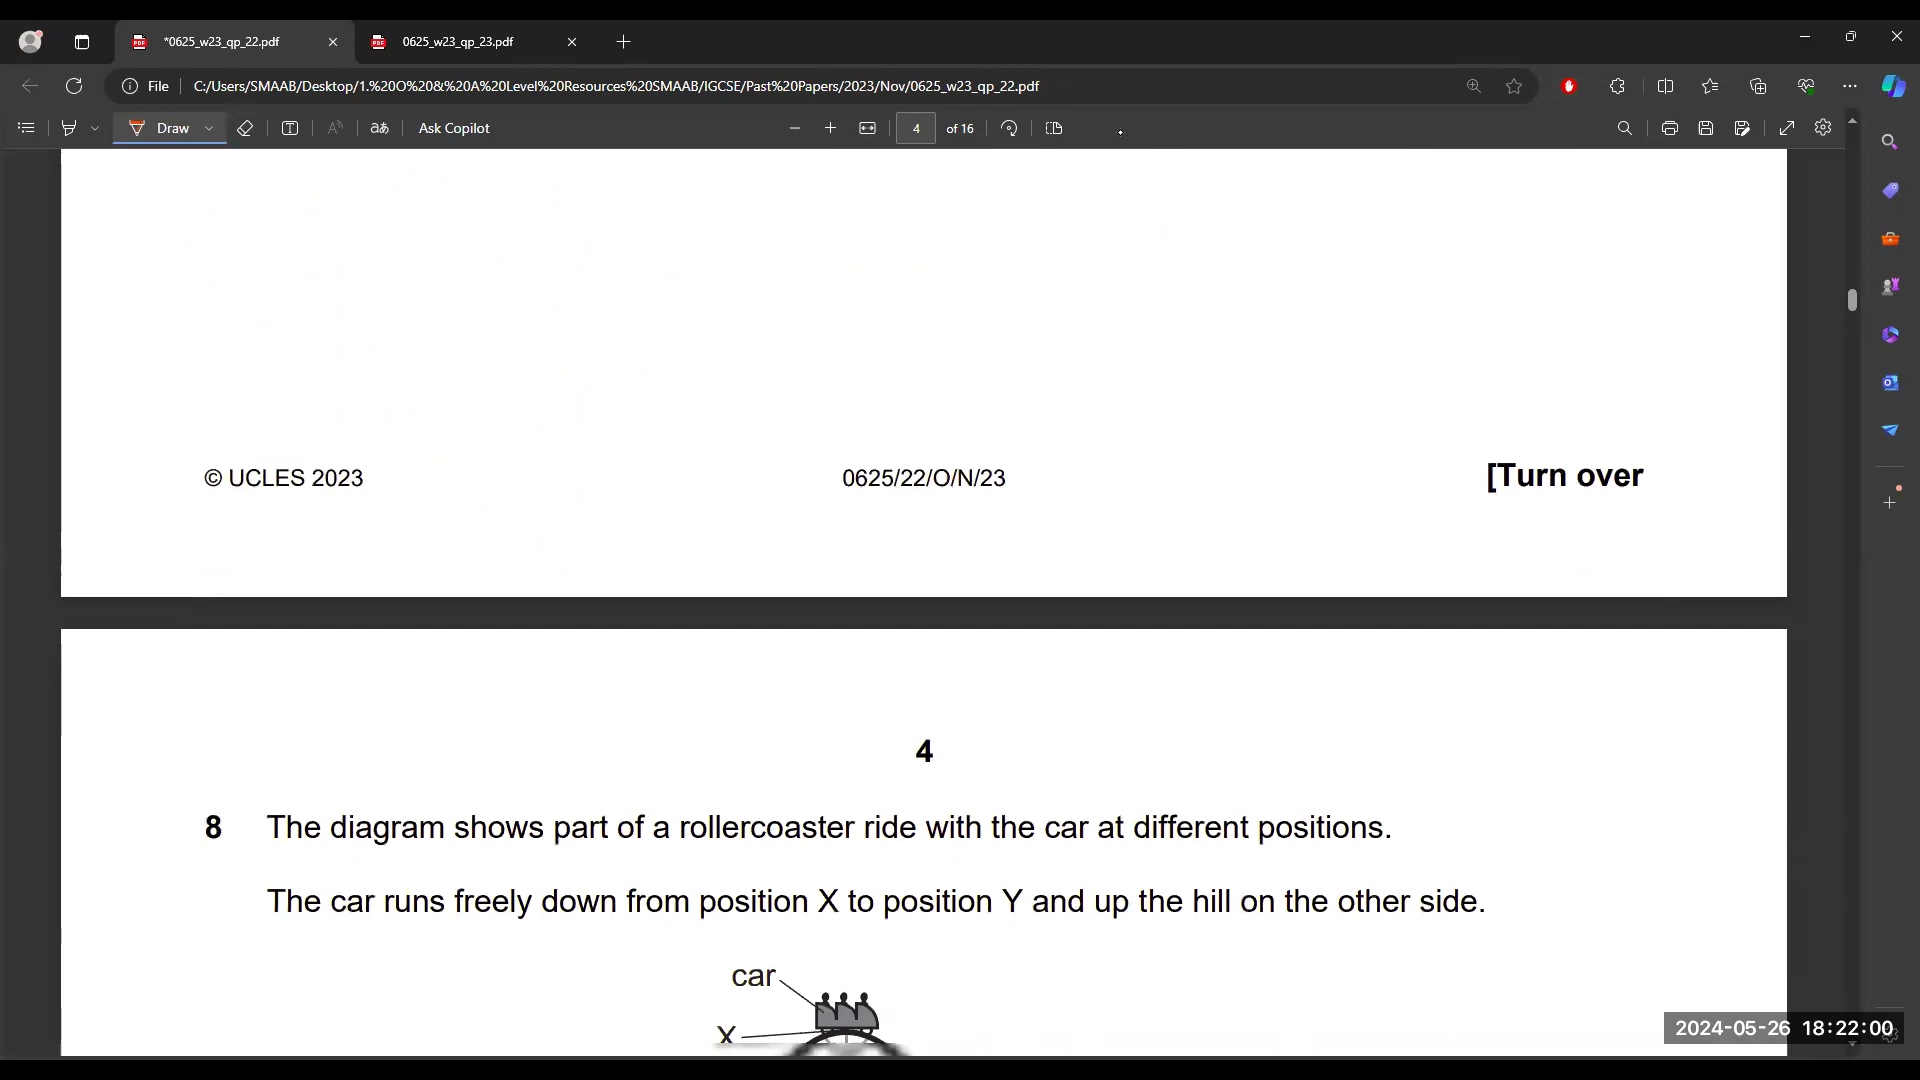 *0625_w23_qp_22.pdf
0625_w23_qp_23.pdf
File
C:/Users/SMAAB/Desktop/1.%20O%20&%20A%20Level%20Resources%20SMAAB/IGCSE/Past%20Papers/2023/Nov/0625_w23_qp_22.pdf
Draw
Ask Copilot
4
of 16
© UCLES 2023
0625/22/O/N/23
[Turn over
4
8 The diagram shows part of a rollercoaster ride with the car at different positions.
The car runs freely down from position X to position Y and up the hill on the other side.
car
X
2024-05-26 18:22:00